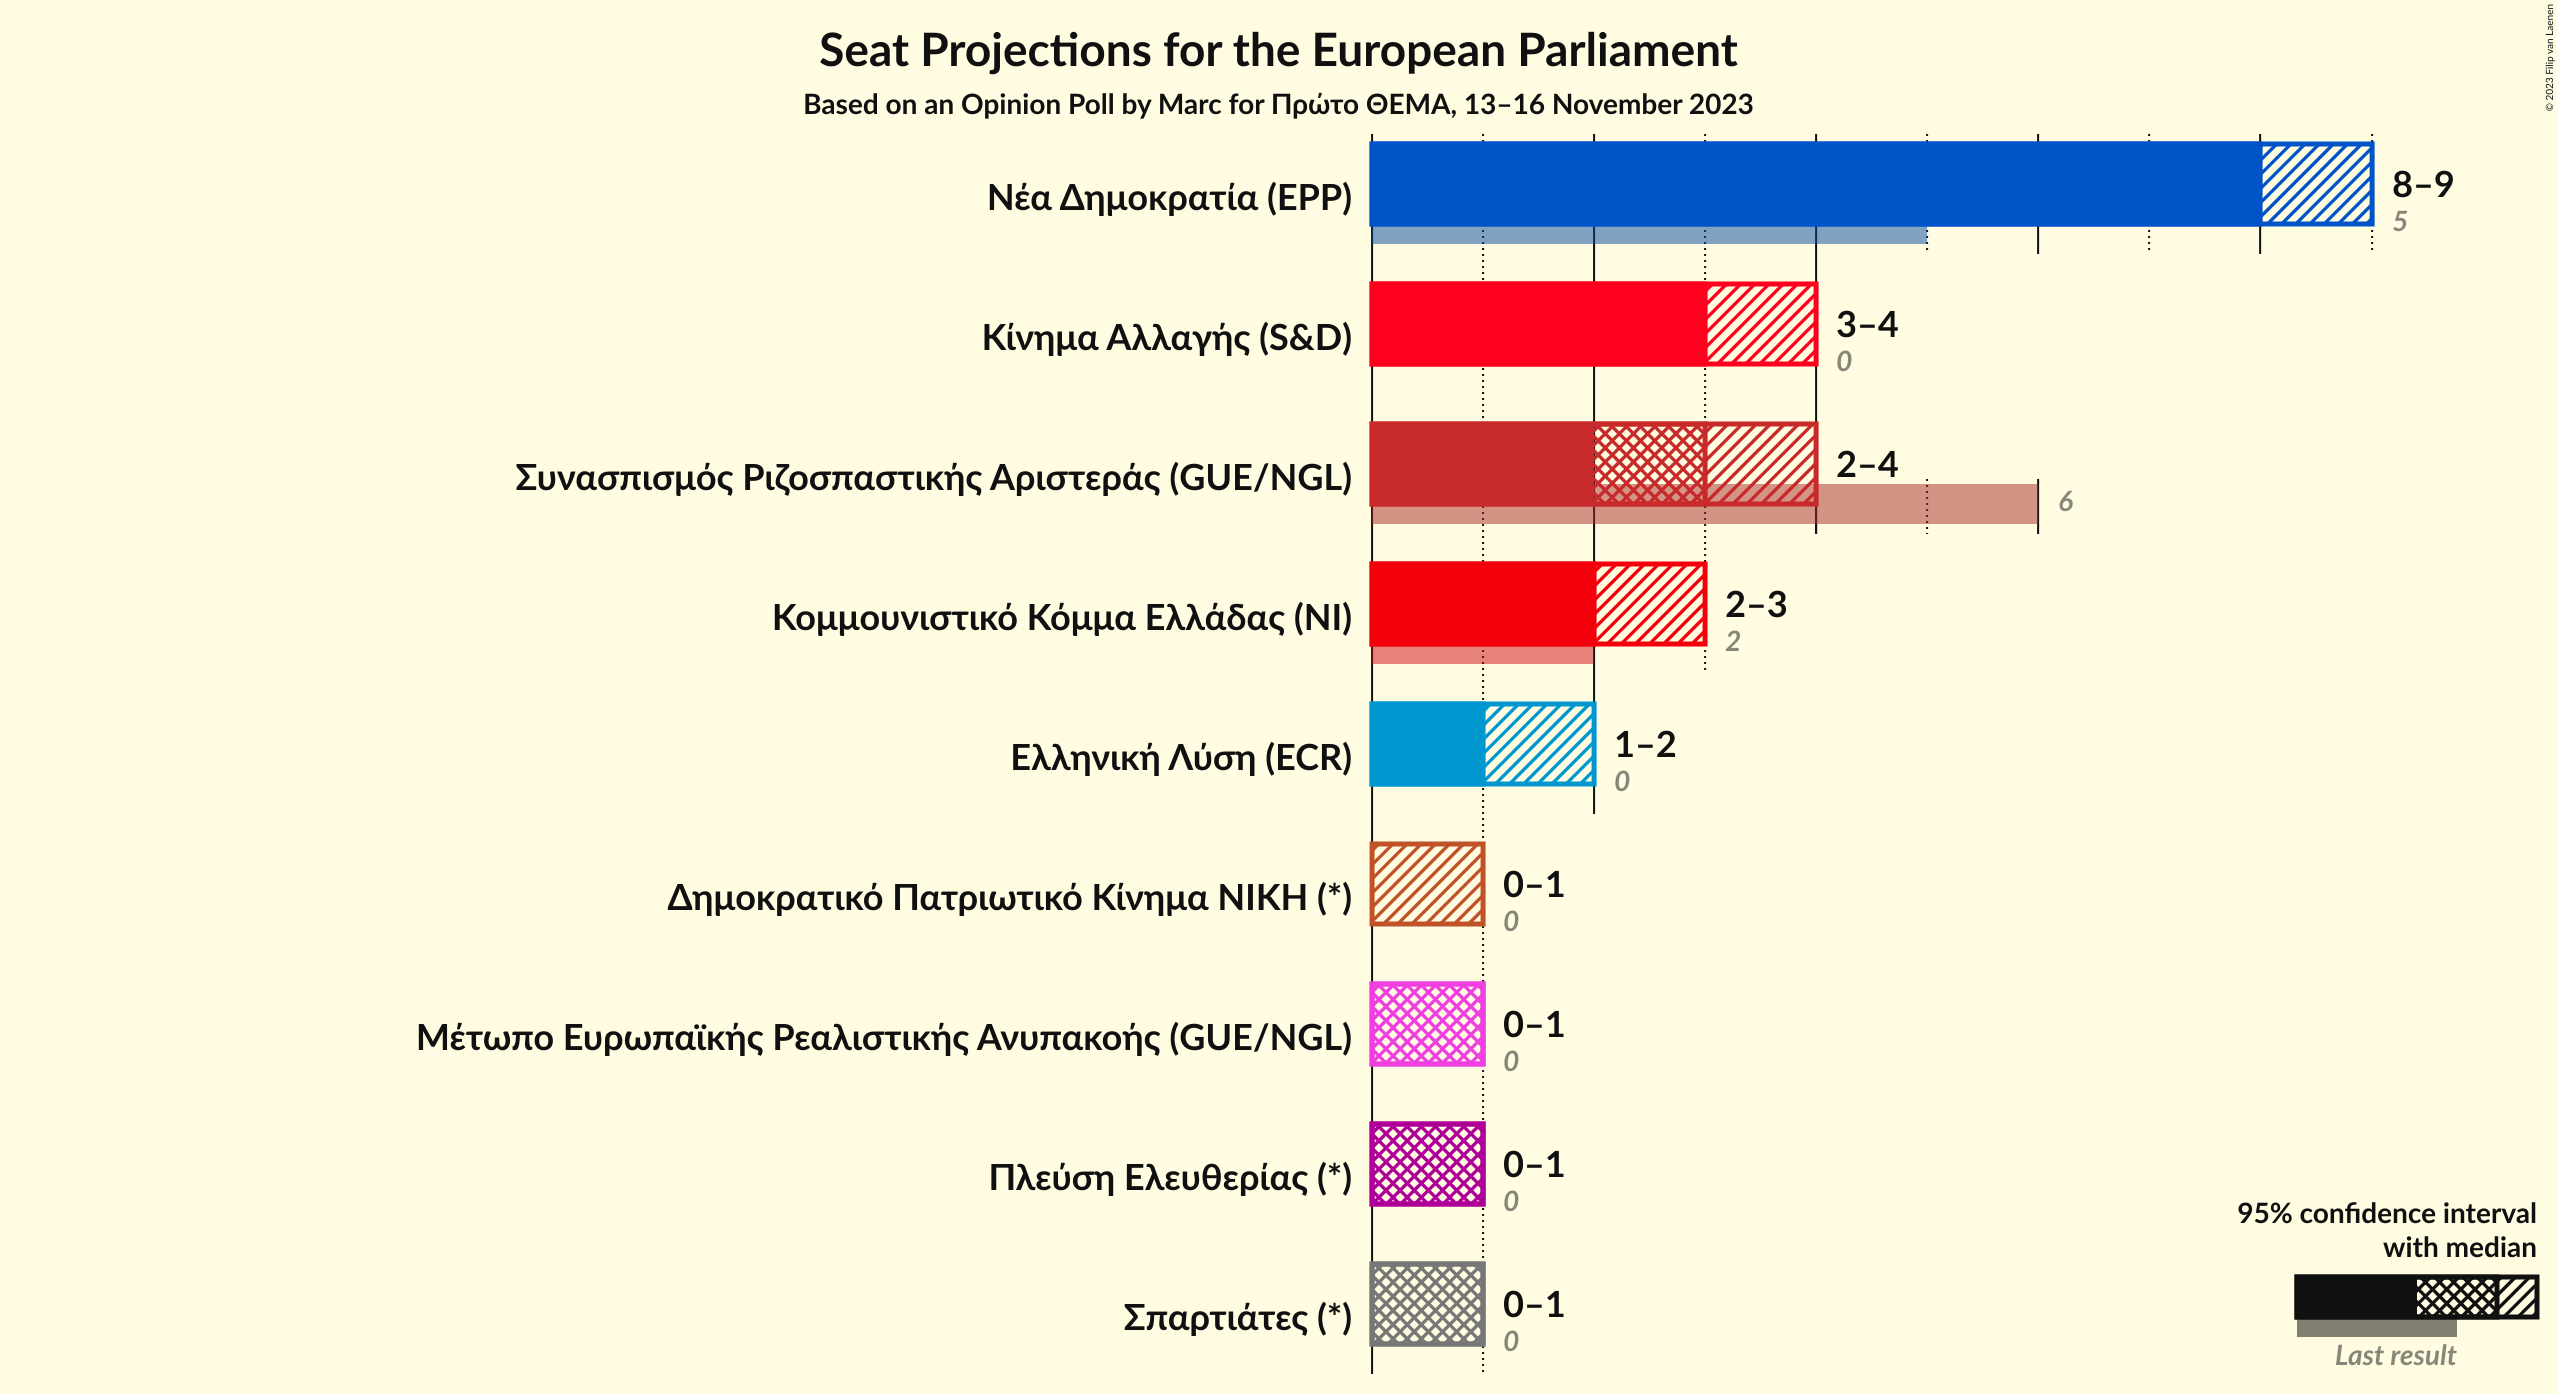 Seat Projections for the European Parliament
Based on an Opinion Poll by Marc for Πρώτο ΘΕΜΑ, 13–16 November 2023
© 2023 Filip van Laenen
Νέα Δημοκρατία (EPP)
8–9
5
Κίνημα Αλλαγής (S&D)
3–4
0
Συνασπισμός Ριζοσπαστικής Αριστεράς (GUE/NGL)
2–4
6
Κομμουνιστικό Κόμμα Ελλάδας (NI)
2–3
2
Ελληνική Λύση (ECR)
1–2
0
Δημοκρατικό Πατριωτικό Κίνημα ΝΙΚΗ (*)
0–1
0
Μέτωπο Ευρωπαϊκής Ρεαλιστικής Ανυπακοής (GUE/NGL)
0–1
0
Πλεύση Ελευθερίας (*)
0–1
0
Σπαρτιάτες (*)
0–1
0
95% confidence interval
with median
Last result